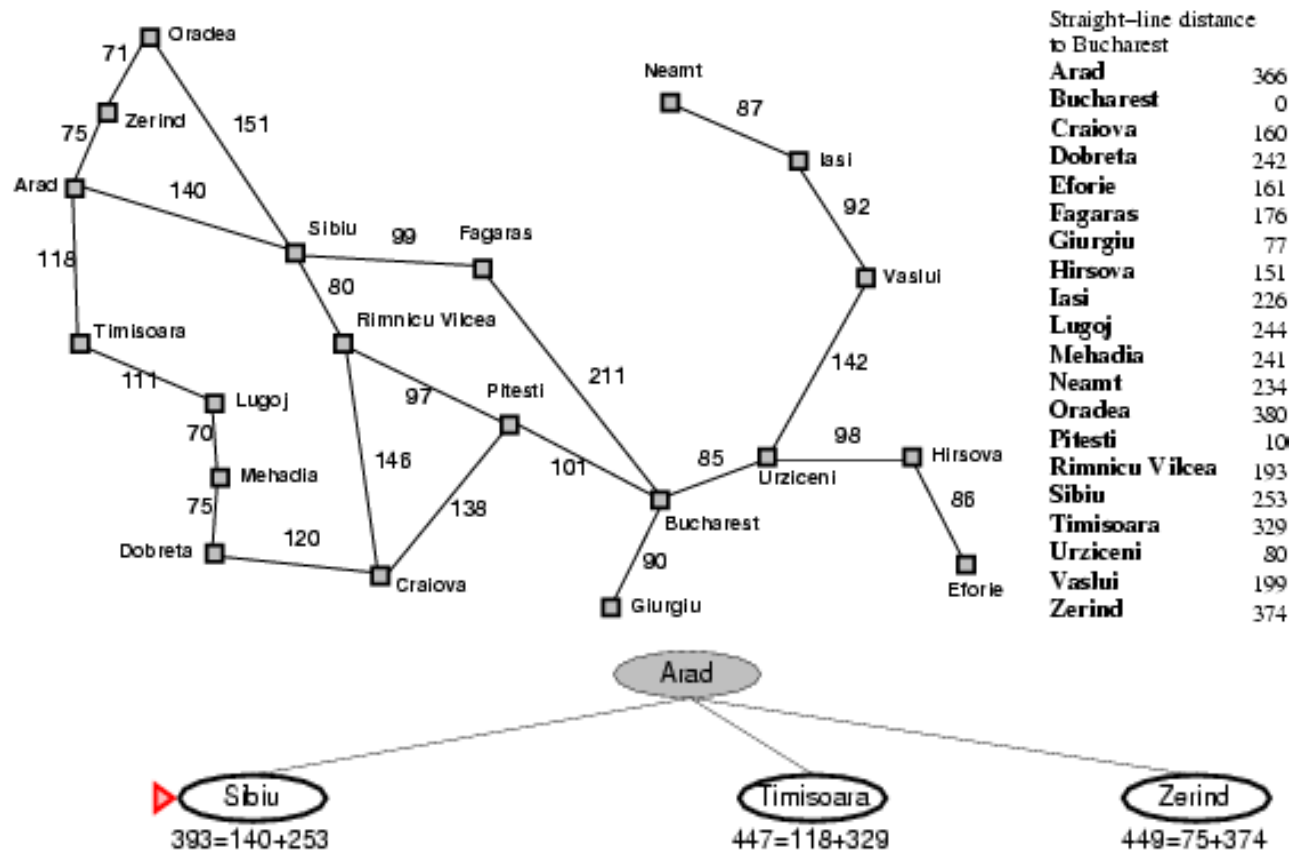 Oradea
71
Neamt
87
Zerind
151
75
Iasi
Arad
140
92
Sibiu
99
Fagaras
118
80
Vaslui
Rimnicu Vilcea
Timisoara
142
111
211
Lugoj
97
Pitesti
70
98
146
85
Hirsova
Mehadia
101
Urziceni
75
138
86
Bucharest
120
Dobreta
90
Craiova
Eforie
Giurgiu
Straight–line distance
to Bucharest
Arad 366
Bucharest 0
Craiova 160
Dobreta 242
Eforie 161
Fagaras 176
Giurgiu 77
Hirsova 151
Iasi 226
Lugoj 244
Mehadia 241
Neamt 234
Oradea 380
Pitesti 10
Rimnicu Vilcea 193
Sibiu 253
Timisoara 329
Urziceni 80
Vaslui 199
Zerind 374
Arad
Sibiu
Timisoara
Zerind
393=140+253
447=118+329
449=75+374